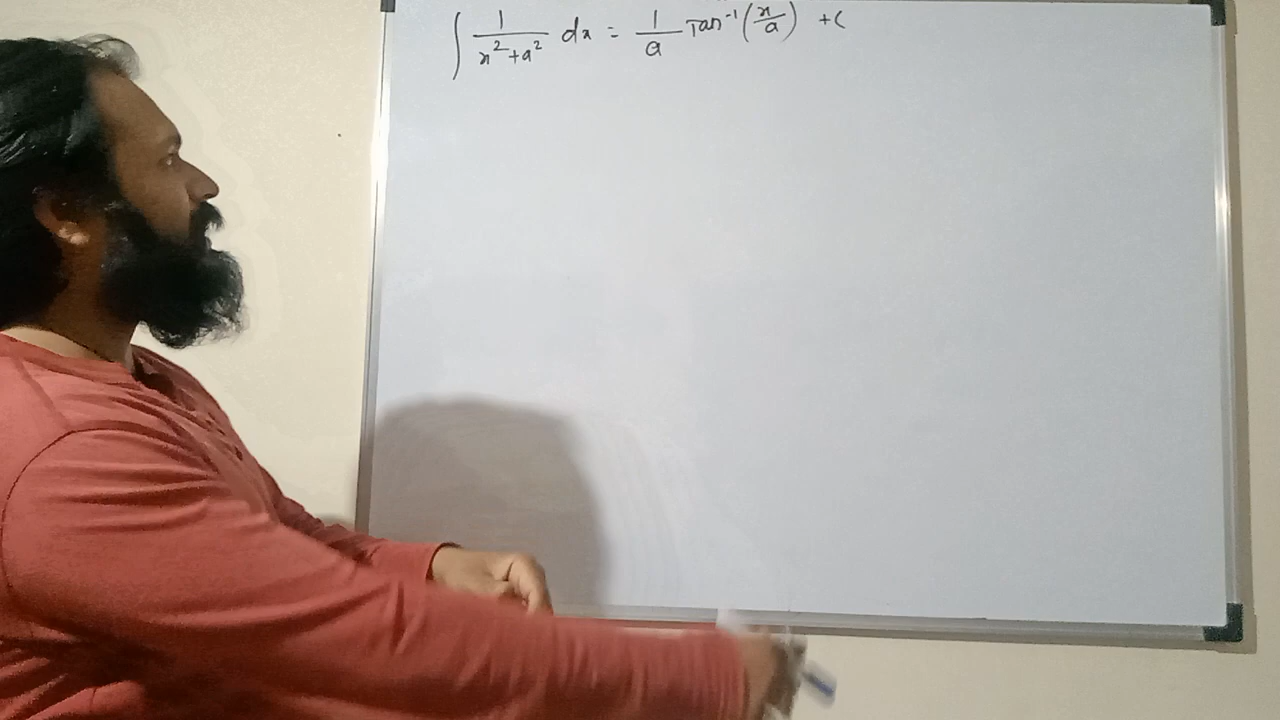 ∫ 1/(x²+a²) dx = 1/a Tan⁻¹(x/a) + C